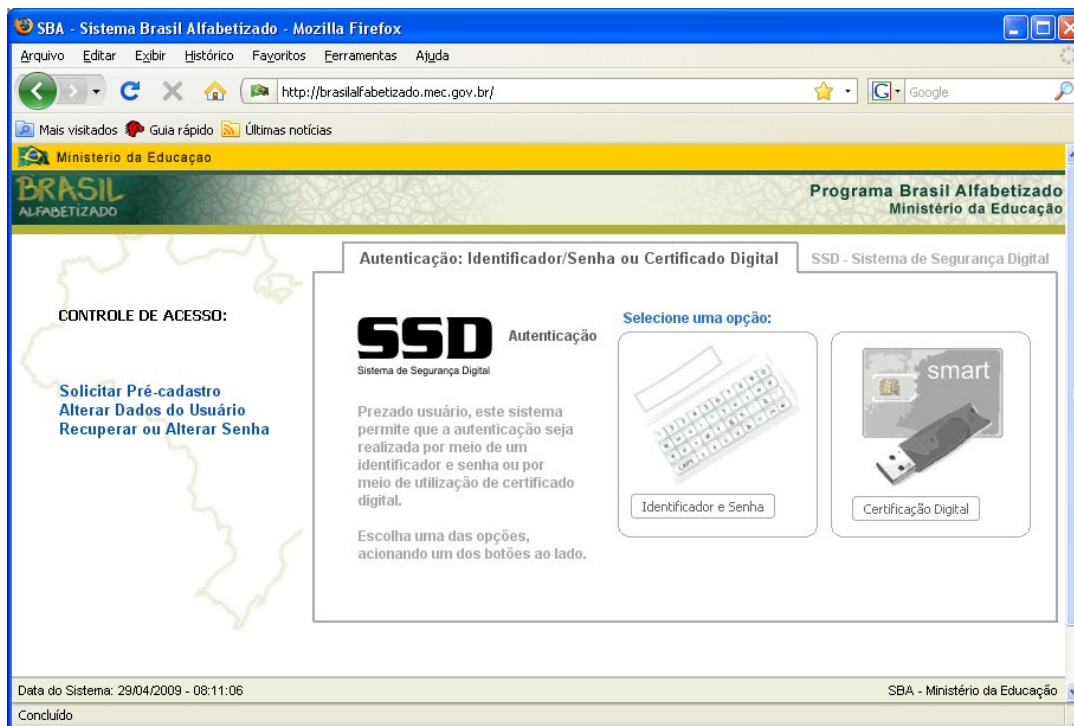 SBA - Sistema Brasil Alfabetizado - Mozilla Firefox
Arquivo Editar Exibir Histórico Favoritos Ferramentas Ajuda
http://brasilalfabetizado.mec.gov.br/
G Google
Mais visitados Guia rápido Últimas notícias
Ministerio da Educaçao
BRASIL
ALFABETIZADO
Programa Brasil Alfabetizado
Ministério da Educação
Autenticação: Identificador/Senha ou Certificado Digital
SSD - Sistema de Segurança Digital
CONTROLE DE ACESSO:
Solicitar Pré-cadastro
Alterar Dados do Usuário
Recuperar ou Alterar Senha
SSD
Sistema de Segurança Digital
Autenticação
Prezado usuário, este sistema
permite que a autenticação seja
realizada por meio de um
identificador e senha ou por
meio de utilização de certificado
digital.
Escolha uma das opções,
acionando um dos botões ao lado.
Selecione uma opção:
CAPS
Identificador e Senha
smart
Certificação Digital
Data do Sistema: 29/04/2009 - 08:11:06
SBA - Ministério da Educação
Concluído